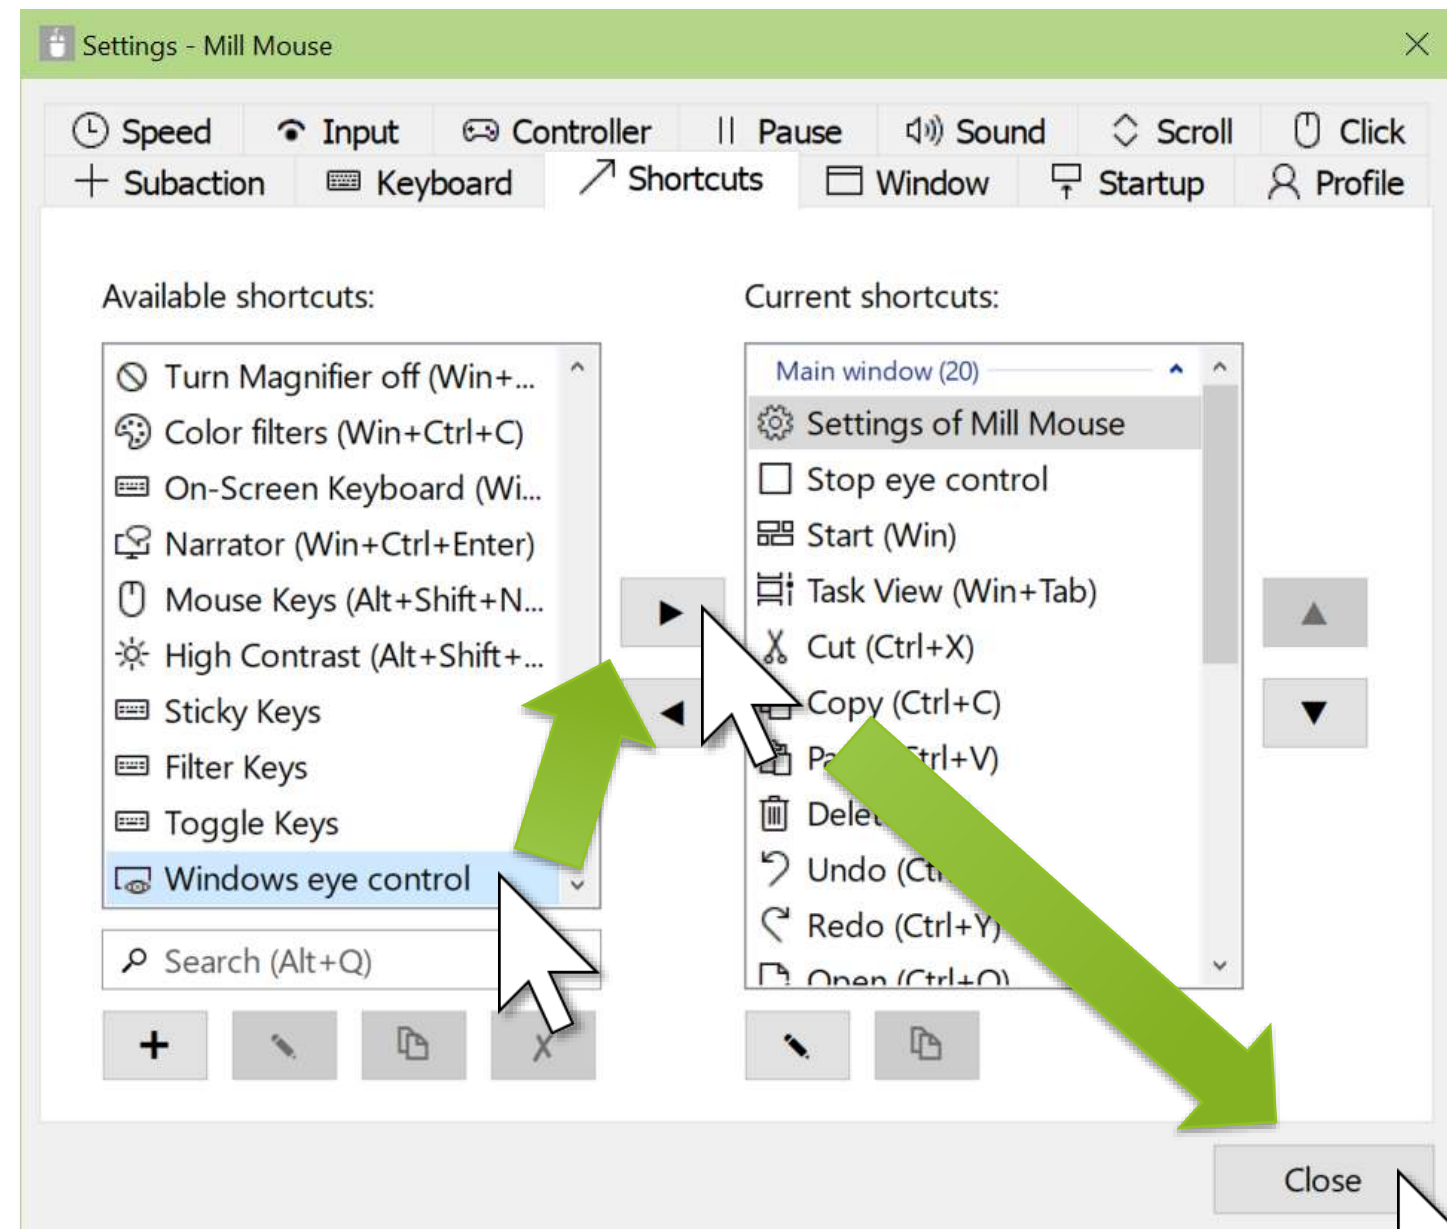 Settings - Mill Mouse
Speed Input Controller Pause Sound Scroll Click
Subaction Keyboard Shortcuts Window Startup Profile
Available shortcuts:
Turn Magnifier off (Win+...
Color filters (Win+Ctrl+C)
On-Screen Keyboard (Wi...
Narrator (Win+Ctrl+Enter)
Mouse Keys (Alt+Shift+N...
High Contrast (Alt+Shift+...
Sticky Keys
Filter Keys
Toggle Keys
Windows eye control
Search (Alt+Q)
Current shortcuts:
Main window (20)
Settings of Mill Mouse
Stop eye control
Start (Win)
Task View (Win+Tab)
Cut (Ctrl+X)
Copy (Ctrl+C)
Undo
Redo (Ctrl+Y)
Open (Ctrl+O)
Close